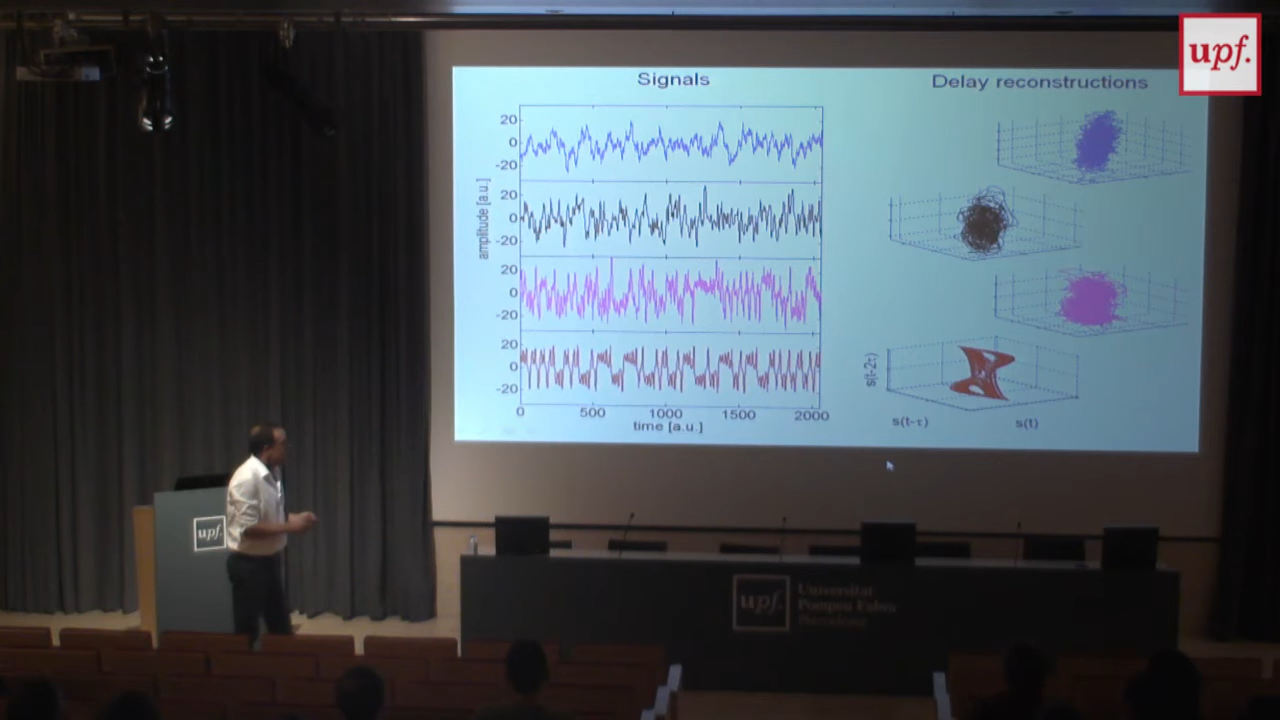 upf.
Signals
Delay reconstructions
amplitude [a.u.]
20
0
-20
20
0
-20
20
0
-20
20
0
-20
0
500
1000
1500
2000
time [a.u.]
s(t-2τ)
s(t-τ)
s(t)
upf.
upf.
Universitat
Pompeu Fabra
Barcelona